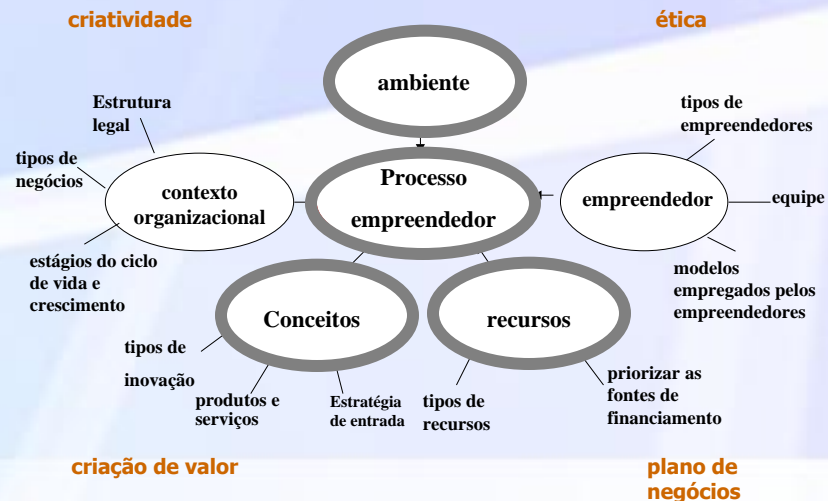 criatividade
ética
ambiente
Estrutura
legal
tipos de
negócios
contexto
organizacional
estágios do ciclo
de vida e
crescimento
Processo
empreendedor
tipos de
empreendedores
empreendedor
equipe
modelos
empregados pelos
empreendedores
Conceitos
tipos de
inovação
produtos e
serviços
Estratégia
de entrada
recursos
tipos de
recursos
priorizar as
fontes de
financiamento
criação de valor
plano de
negócios